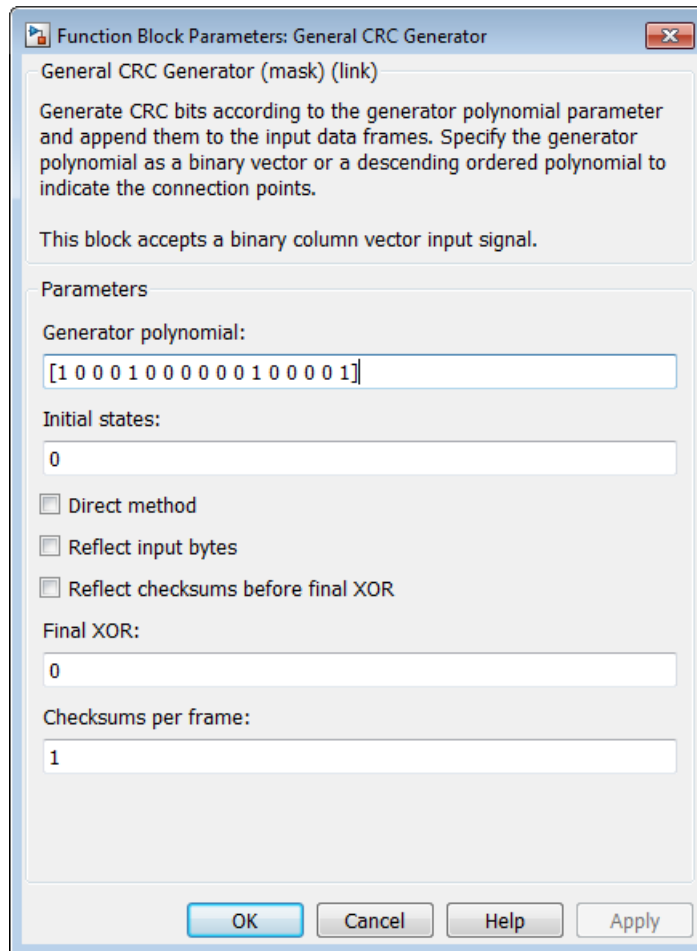 Function Block Parameters: General CRC Generator
General CRC Generator (mask) (link)
Generate CRC bits according to the generator polynomial parameter
and append them to the input data frames. Specify the generator
polynomial as a binary vector or a descending ordered polynomial to
indicate the connection points.
This block accepts a binary column vector input signal.
Parameters
Generator polynomial:
[1 0 0 0 1 0 0 0 0 0 0 1 0 0 0 0 1]
Initial states:
0
Direct method
Reflect input bytes
Reflect checksums before final XOR
Final XOR:
0
Checksums per frame:
1
OK Cancel Help Apply